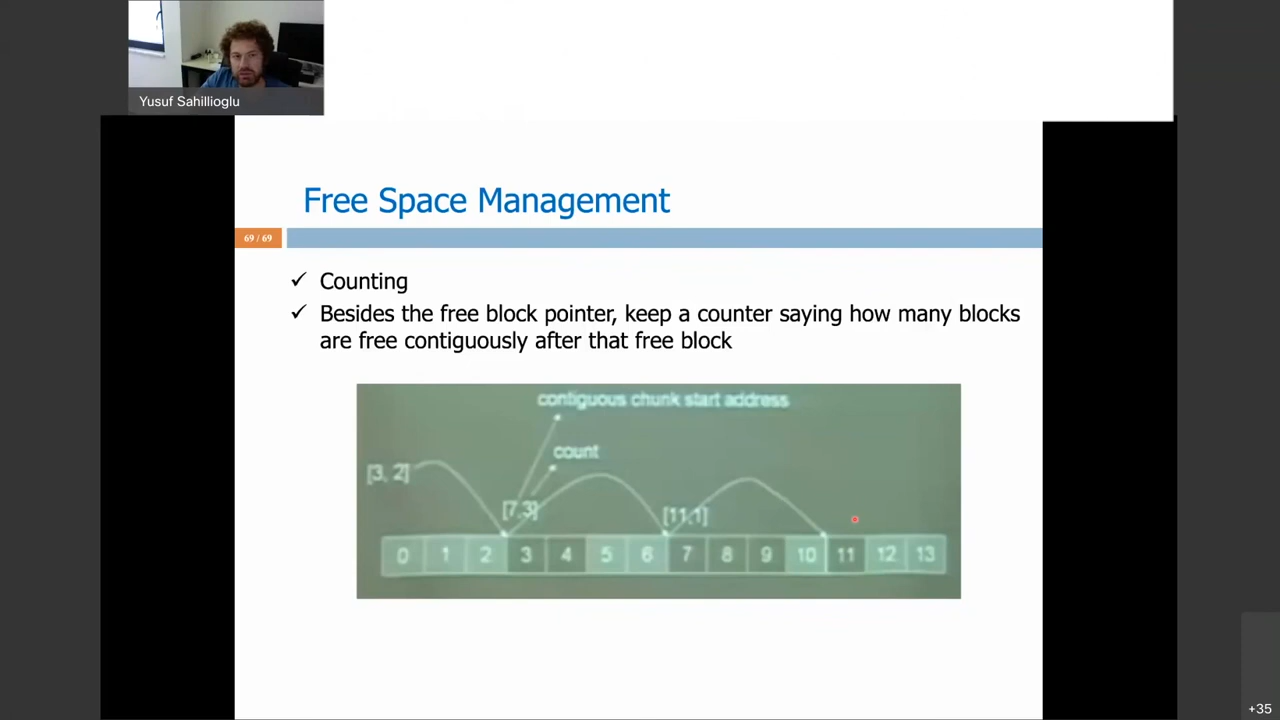 Yusuf Sahillioglu
Free Space Management
69 / 69
✓ Counting
✓ Besides the free block pointer, keep a counter saying how many blocks
are free contiguously after that free block
contiguous chunk start address
count
[3, 2]
[7,3]
[11,1]
0 1 2 3 4 5 6 7 8 9 10 11 12 13
+35